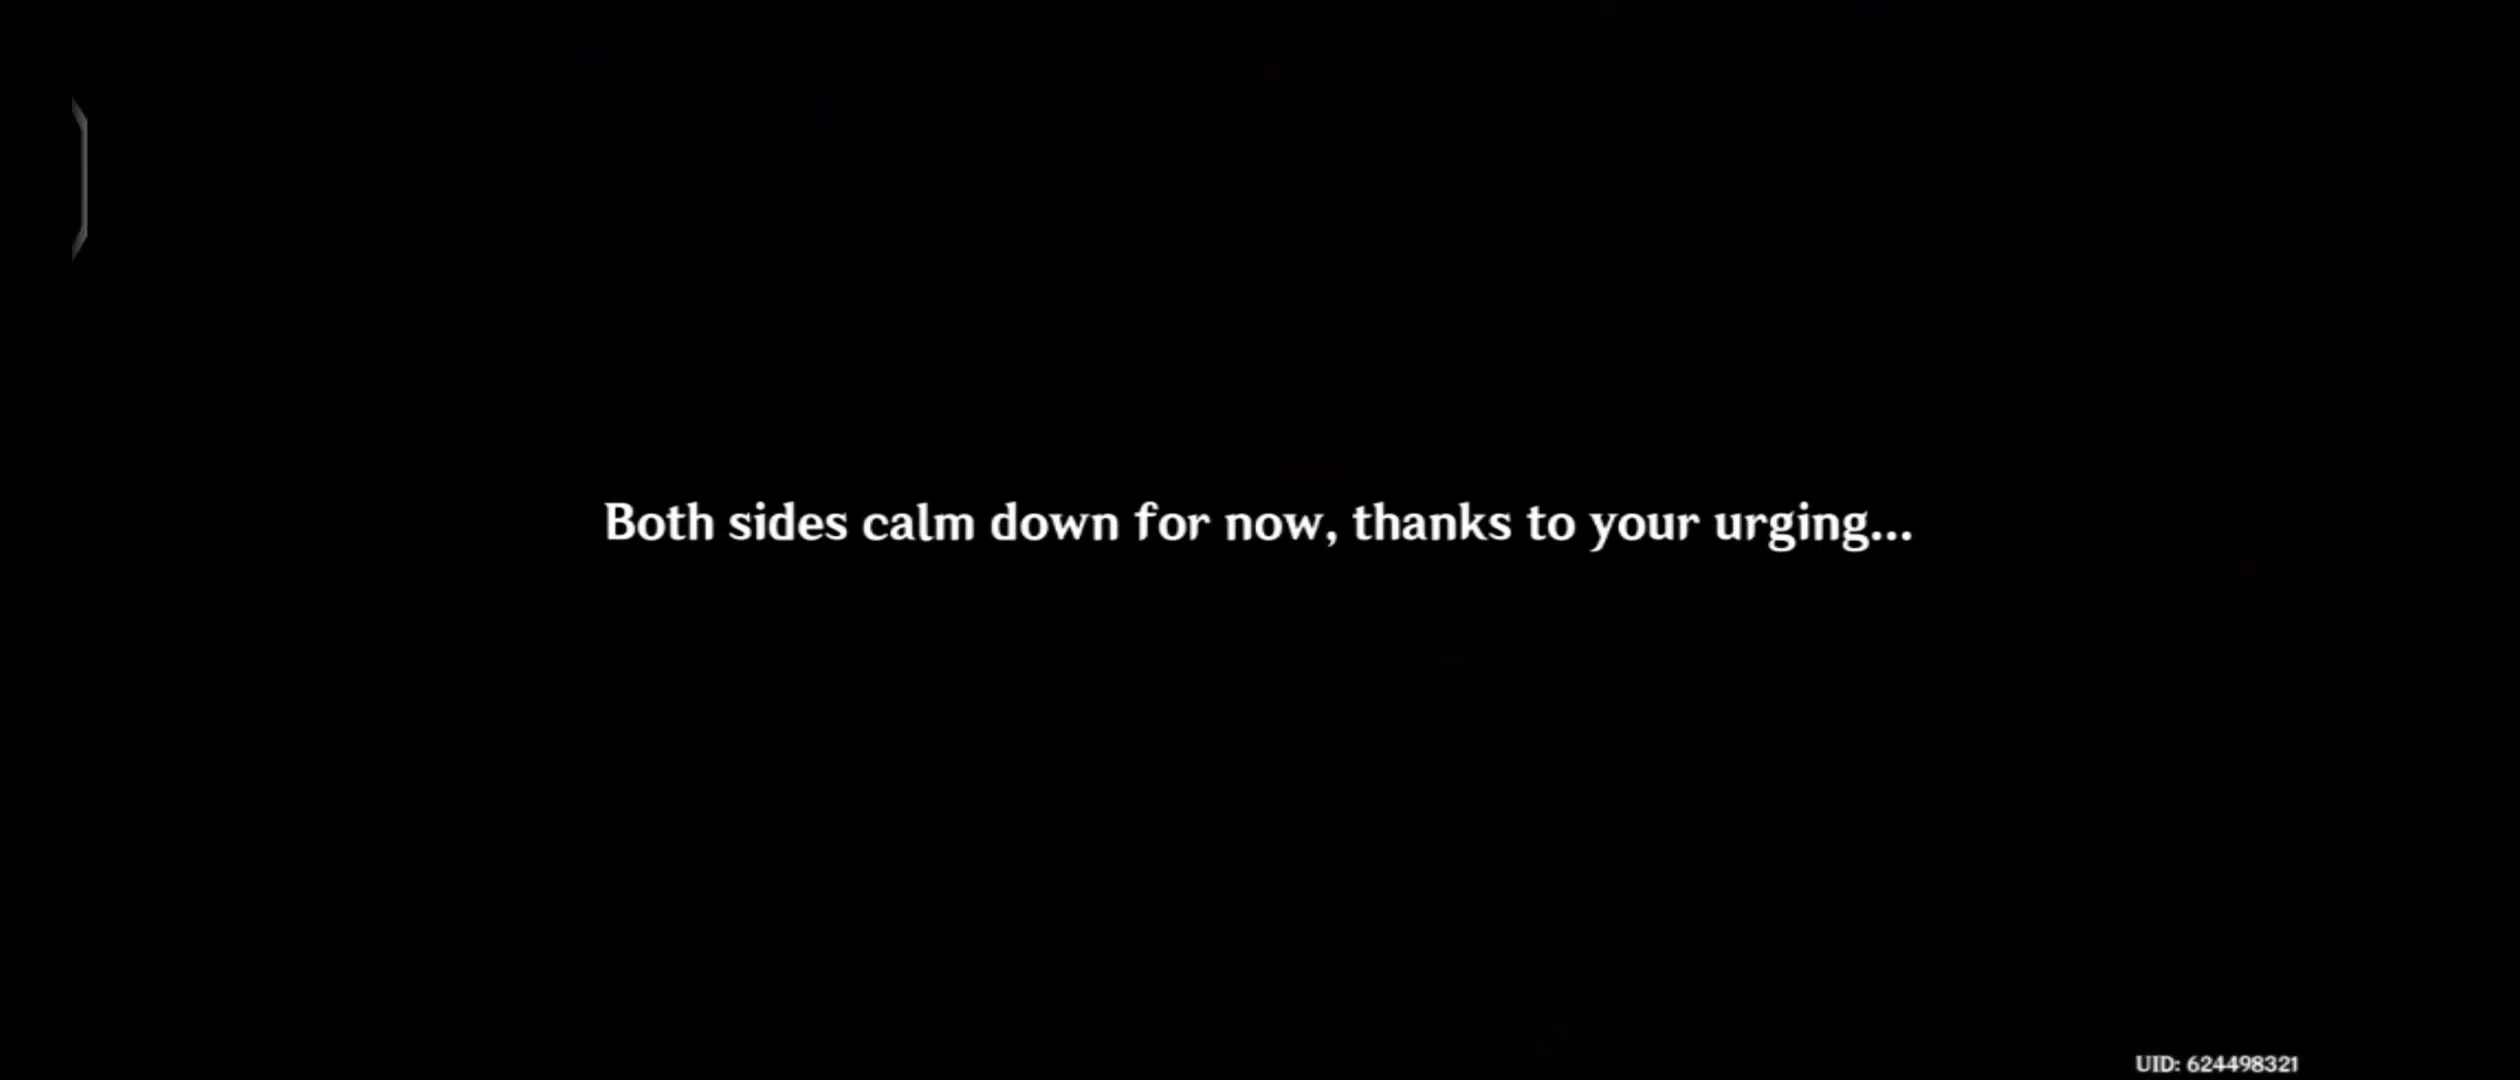 Both sides calm down for now, thanks to your urging...
UID: 624498321